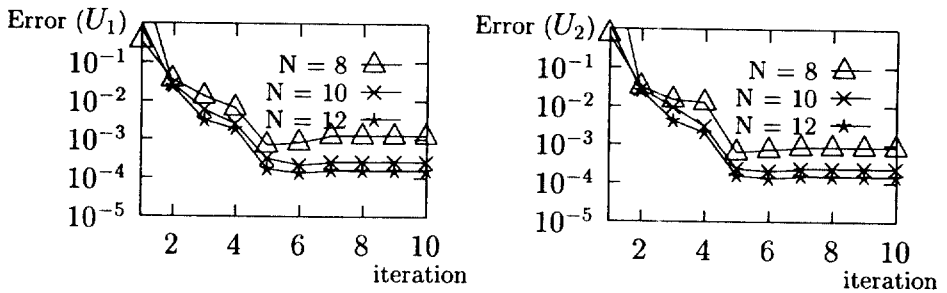 Error (U₁)
10⁻¹
10⁻²
10⁻³
10⁻⁴
10⁻⁵
N = 8
N = 10
N = 12
2 4 6 8 10
iteration
Error (U₂)
10⁻¹
10⁻²
10⁻³
10⁻⁴
10⁻⁵
N = 8
N = 10
N = 12
2 4 6 8 10
iteration